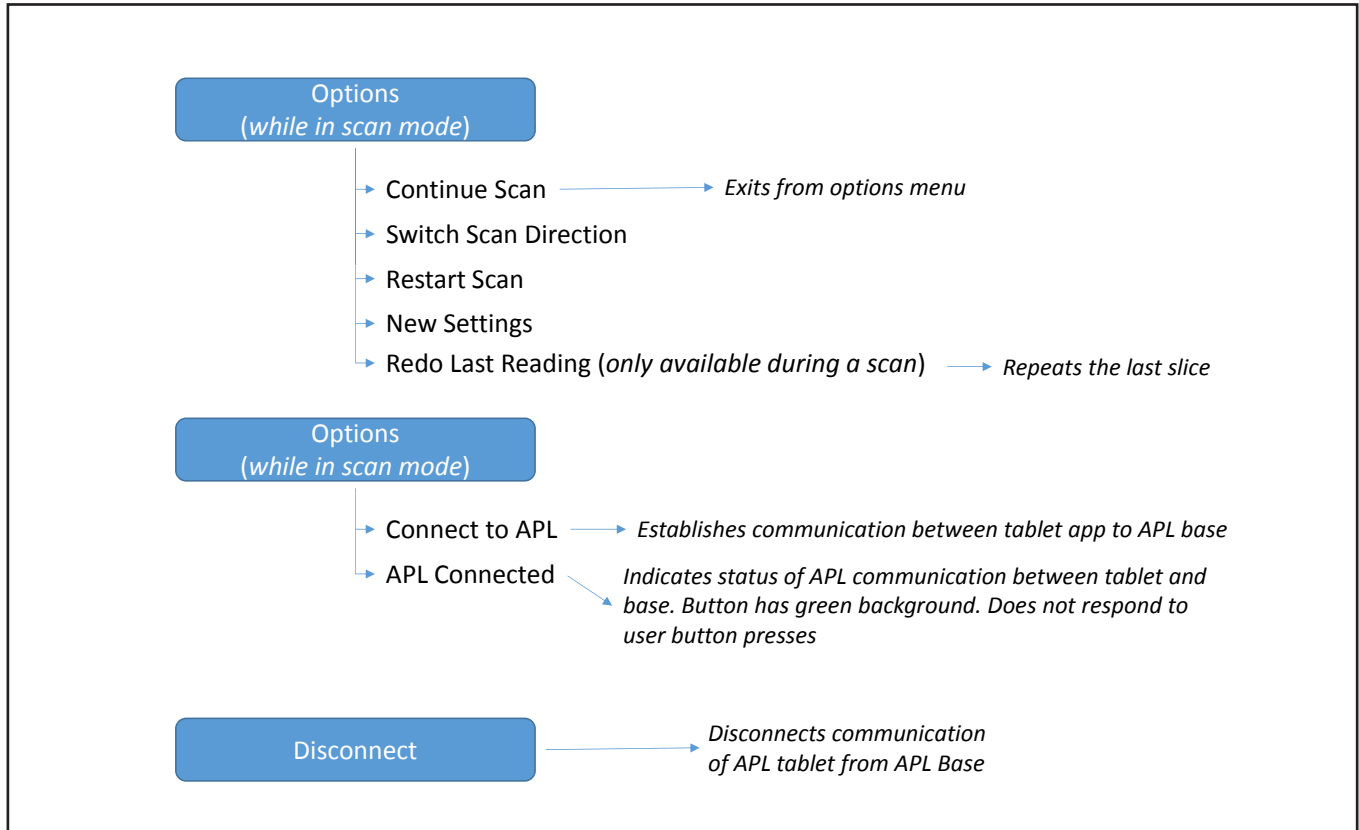 Options
(while in scan mode)
Continue Scan
Exits from options menu
Switch Scan Direction
Restart Scan
New Settings
Redo Last Reading (only available during a scan)
Repeats the last slice
Options
(while in scan mode)
Connect to APL
Establishes communication between tablet app to APL base
APL Connected
Indicates status of APL communication between tablet and
base. Button has green background. Does not respond to
user button presses
Disconnect
Disconnects communication
of APL tablet from APL Base